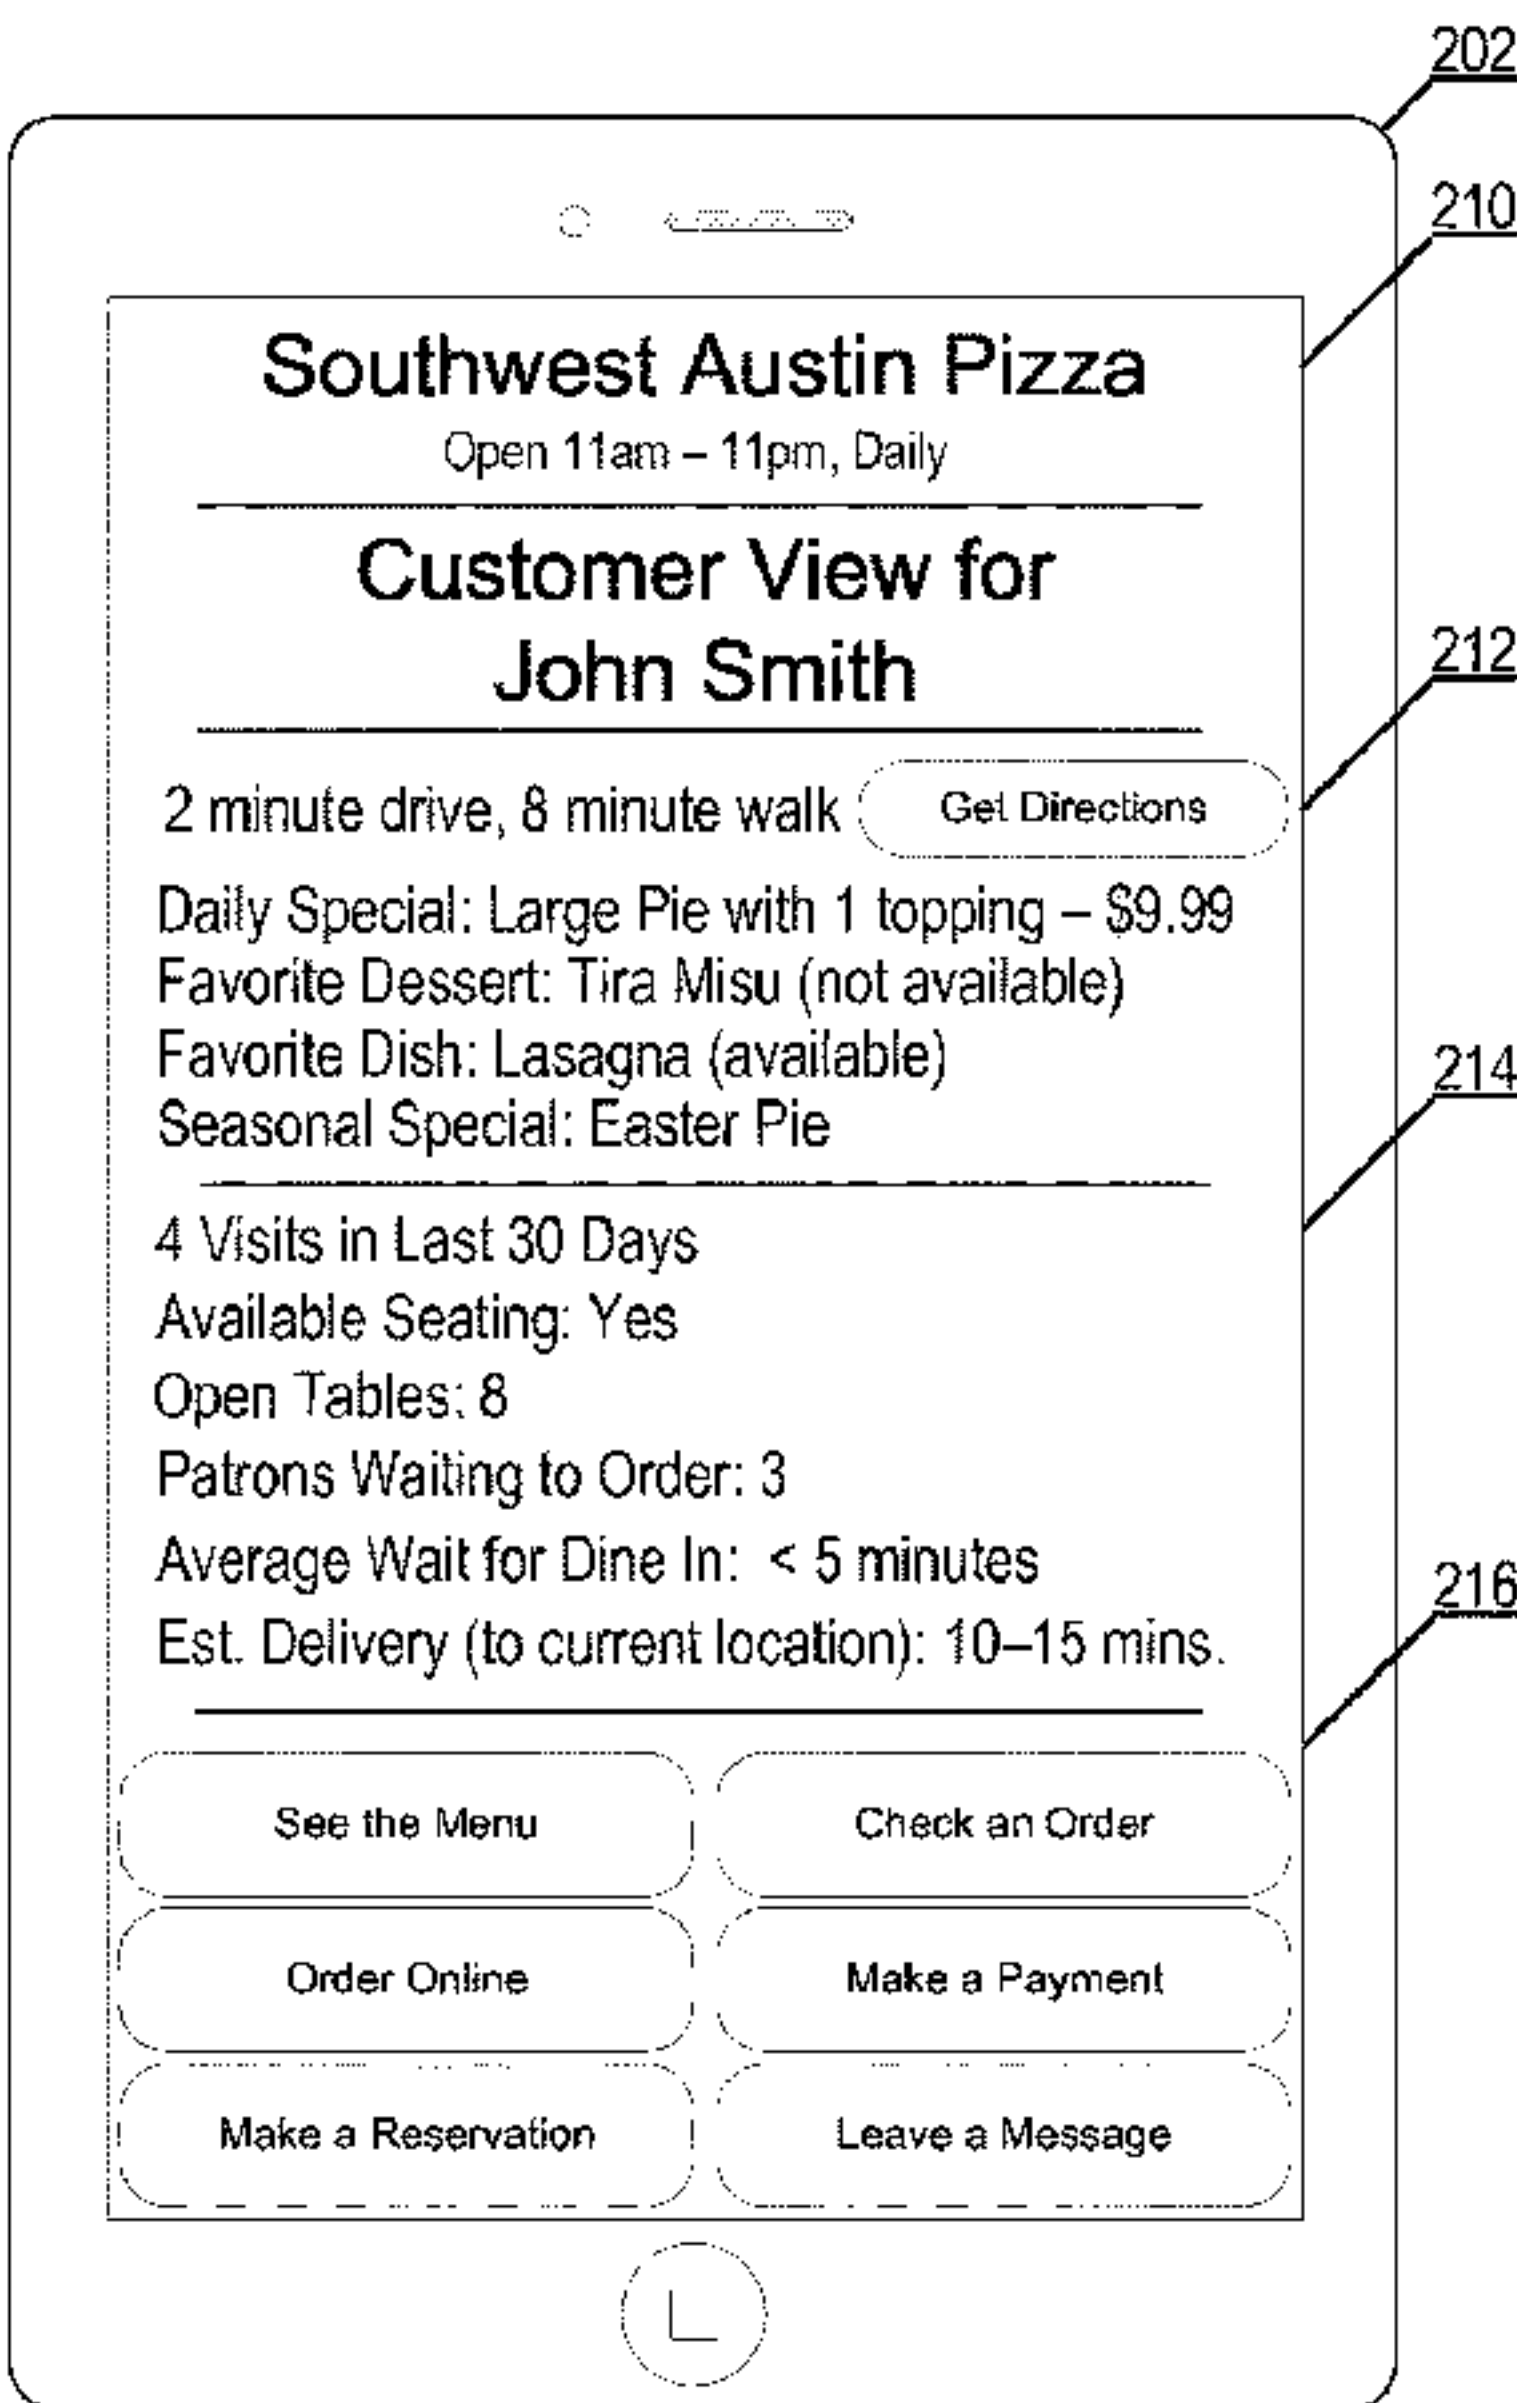 202
210
Southwest Austin Pizza
Open 11am – 11pm, Daily
Customer View for
John Smith
212
2 minute drive, 8 minute walk Get Directions
Daily Special: Large Pie with 1 topping – $9.99
Favorite Dessert: Tira Misu (not available)
Favorite Dish: Lasagna (available)
214
Seasonal Special: Easter Pie
4 Visits in Last 30 Days
Available Seating: Yes
Open Tables: 8
Patrons Waiting to Order: 3
Average Wait for Dine In: < 5 minutes
216
Est. Delivery (to current location): 10–15 mins.
See the Menu Check an Order
Order Online Make a Payment
Make a Reservation Leave a Message